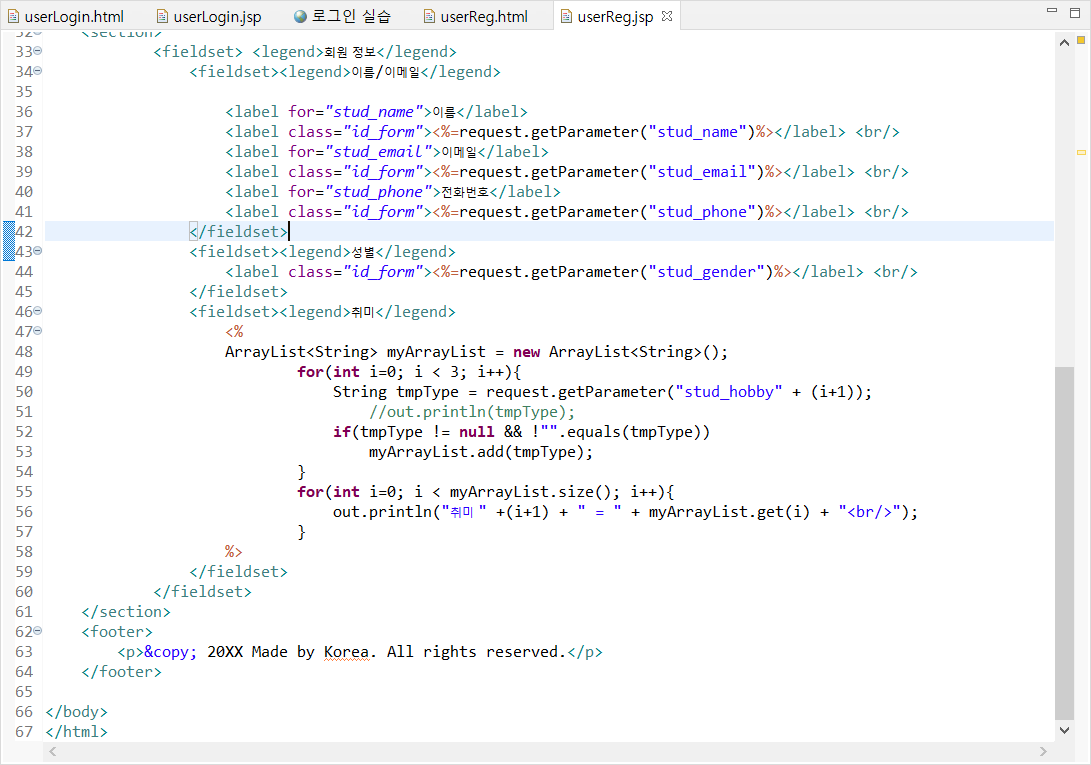 userLogin.html userLogin.jsp 로그인 실습 userReg.html userReg.jsp
32 <section>
33 <fieldset> <legend>회원 정보</legend>
34 <fieldset><legend>이름/이메일</legend>
35
36 <label for="stud_name">이름</label>
37 <label class="id_form"><%=request.getParameter("stud_name")%></label> <br/>
38 <label for="stud_email">이메일</label>
39 <label class="id_form"><%=request.getParameter("stud_email")%></label> <br/>
40 <label for="stud_phone">전화번호</label>
41 <label class="id_form"><%=request.getParameter("stud_phone")%></label> <br/>
42 </fieldset>
43 <fieldset><legend>성별</legend>
44 <label class="id_form"><%=request.getParameter("stud_gender")%></label> <br/>
45 </fieldset>
46 <fieldset><legend>취미</legend>
47 <%
48 ArrayList<String> myArrayList = new ArrayList<String>();
49 for(int i=0; i < 3; i++){
50 String tmpType = request.getParameter("stud_hobby" + (i+1));
51 //out.println(tmpType);
52 if(tmpType != null && !"".equals(tmpType))
53 myArrayList.add(tmpType);
54 }
55 for(int i=0; i < myArrayList.size(); i++){
56 out.println("취미 " +(i+1) + " = " + myArrayList.get(i) + "<br/>");
57 }
58 %>
59 </fieldset>
60 </fieldset>
61 </section>
62 <footer>
63 <p>&copy; 20XX Made by Korea. All rights reserved.</p>
64 </footer>
65
66 </body>
67 </html>